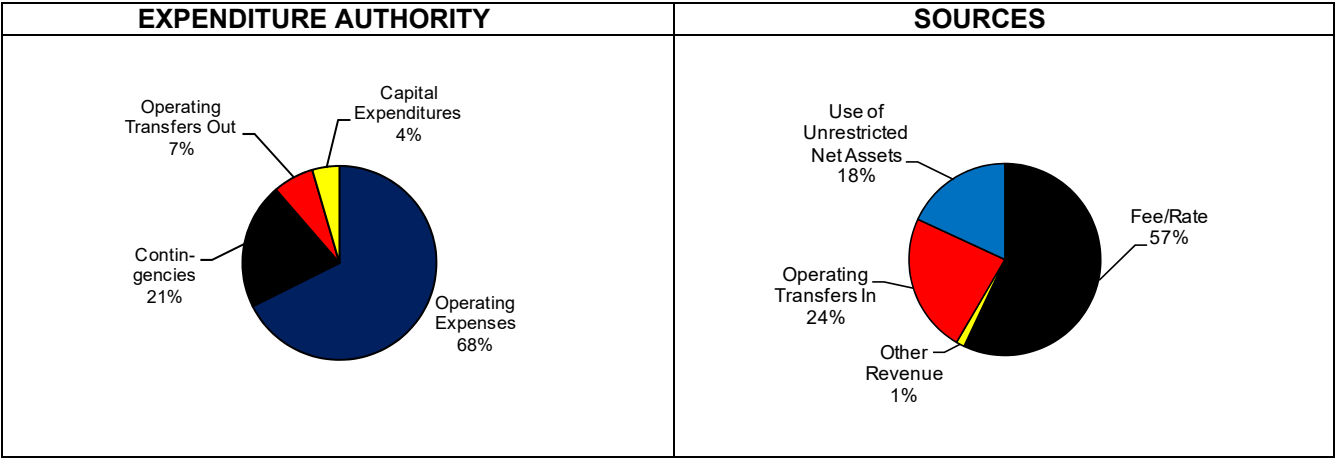 EXPENDITURE AUTHORITY
Operating
Transfers Out
7%
Capital
Expenditures
4%
Contin-
gencies
21%
Operating
Expenses
68%
SOURCES
Use of
Unrestricted
Net Assets
18%
Fee/Rate
57%
Operating
Transfers In
24%
Other
Revenue
1%